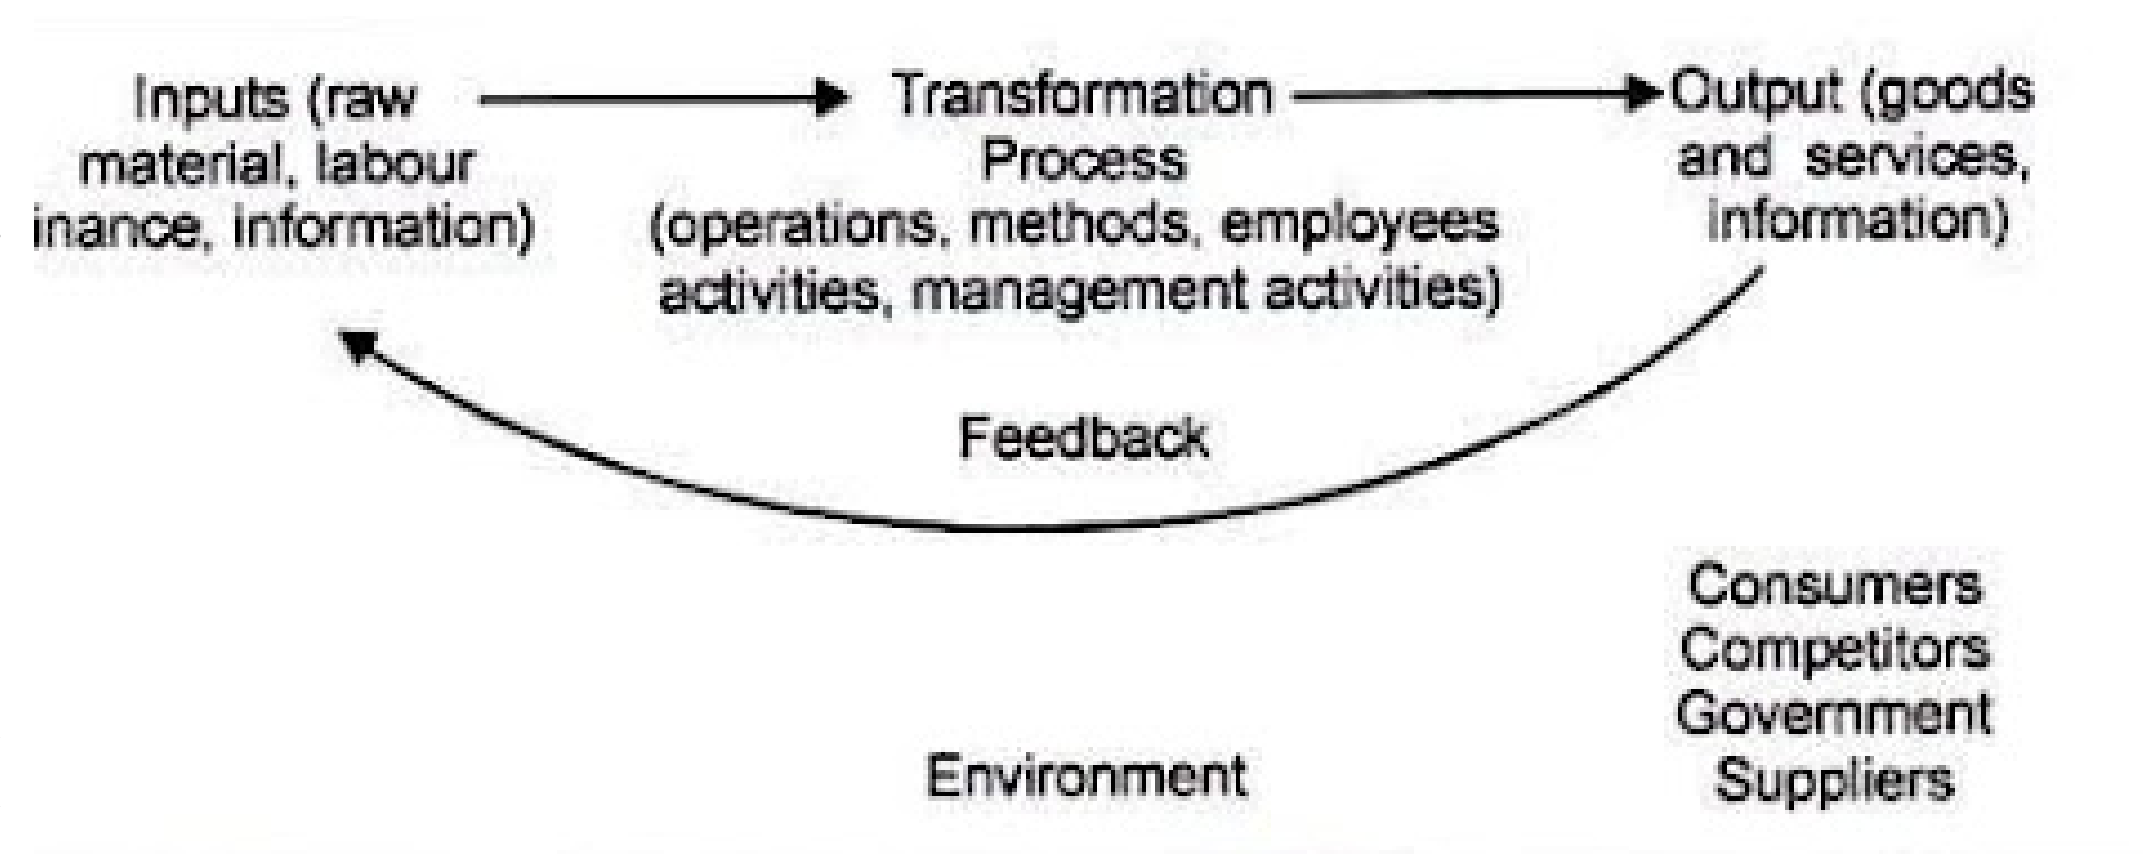 Inputs (raw
material, labour
inance, information)
Transformation
Process
(operations, methods, employees
activities, management activities)
Output (goods
and services,
information)
Feedback
Consumers
Competitors
Government
Suppliers
Environment